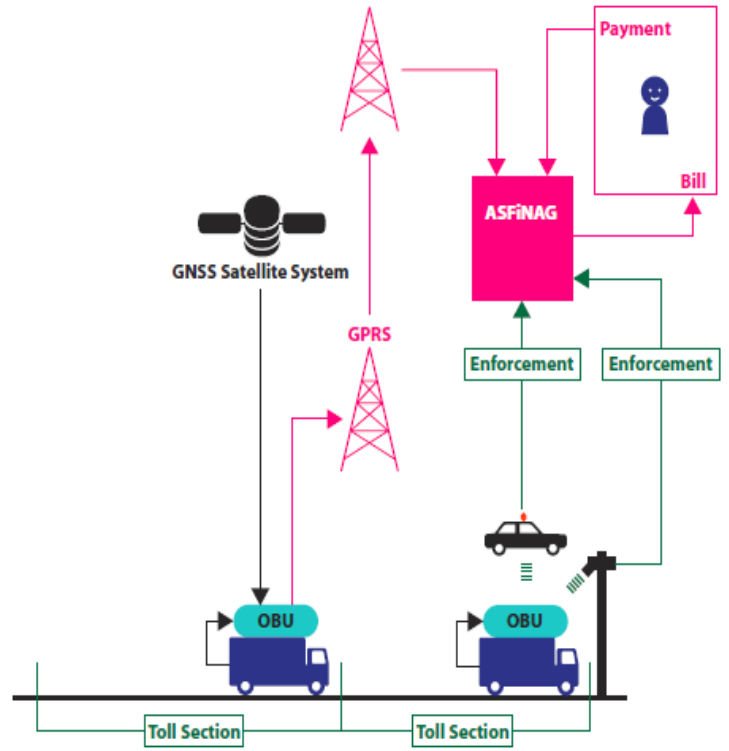 Payment
Bill
ASFiNAG
GNSS Satellite System
GPRS
Enforcement
Enforcement
OBU
OBU
Toll Section
Toll Section